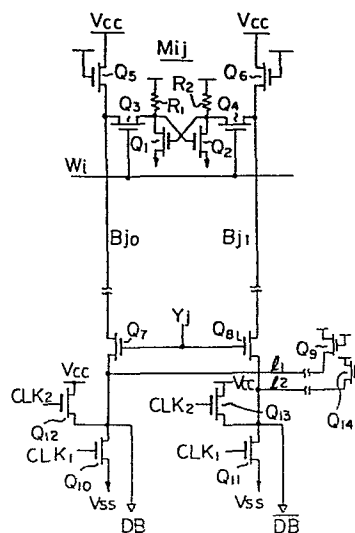 Vcc Vcc
Mij
Q5 R2 Q6
Q3 R1 Q4
Q1 Q2
Wi
Bj0 Bj1
Q7 Yj Q8
l1 Q9
Vcc Vcc l2
CLK2 CLK2 Q14
Q12 Q13
CLK1 CLK1
Q10 Q11
Vss Vss
DB D̅B̅